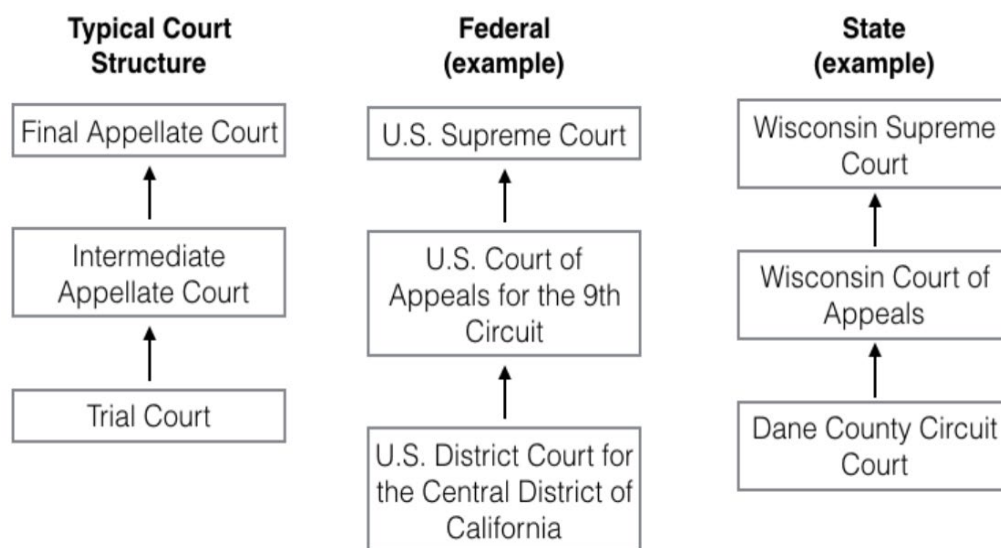 Typical Court
Structure
Final Appellate Court
Intermediate
Appellate Court
Trial Court
Federal
(example)
U.S. Supreme Court
U.S. Court of
Appeals for the 9th
Circuit
U.S. District Court for
the Central District of
California
State
(example)
Wisconsin Supreme
Court
Wisconsin Court of
Appeals
Dane County Circuit
Court